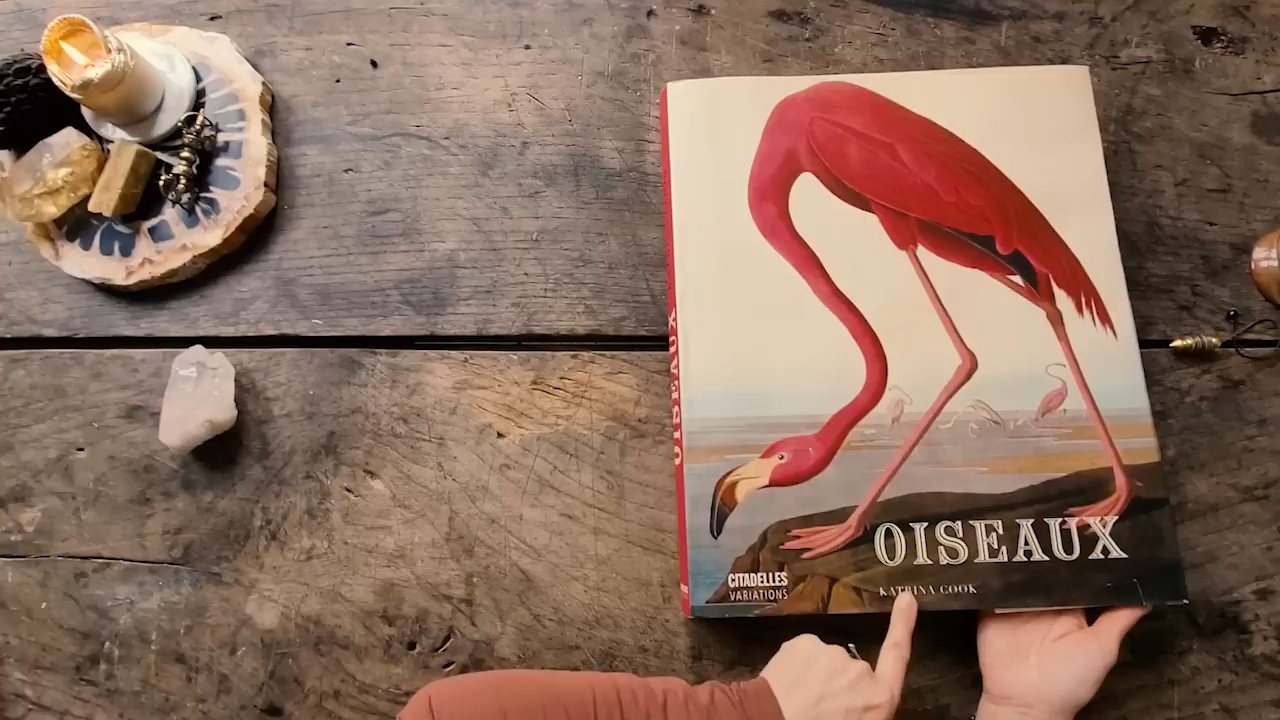 OISEAUX
OISEAUX
CITADELLES
VARIATIONS
KATRINA COOK